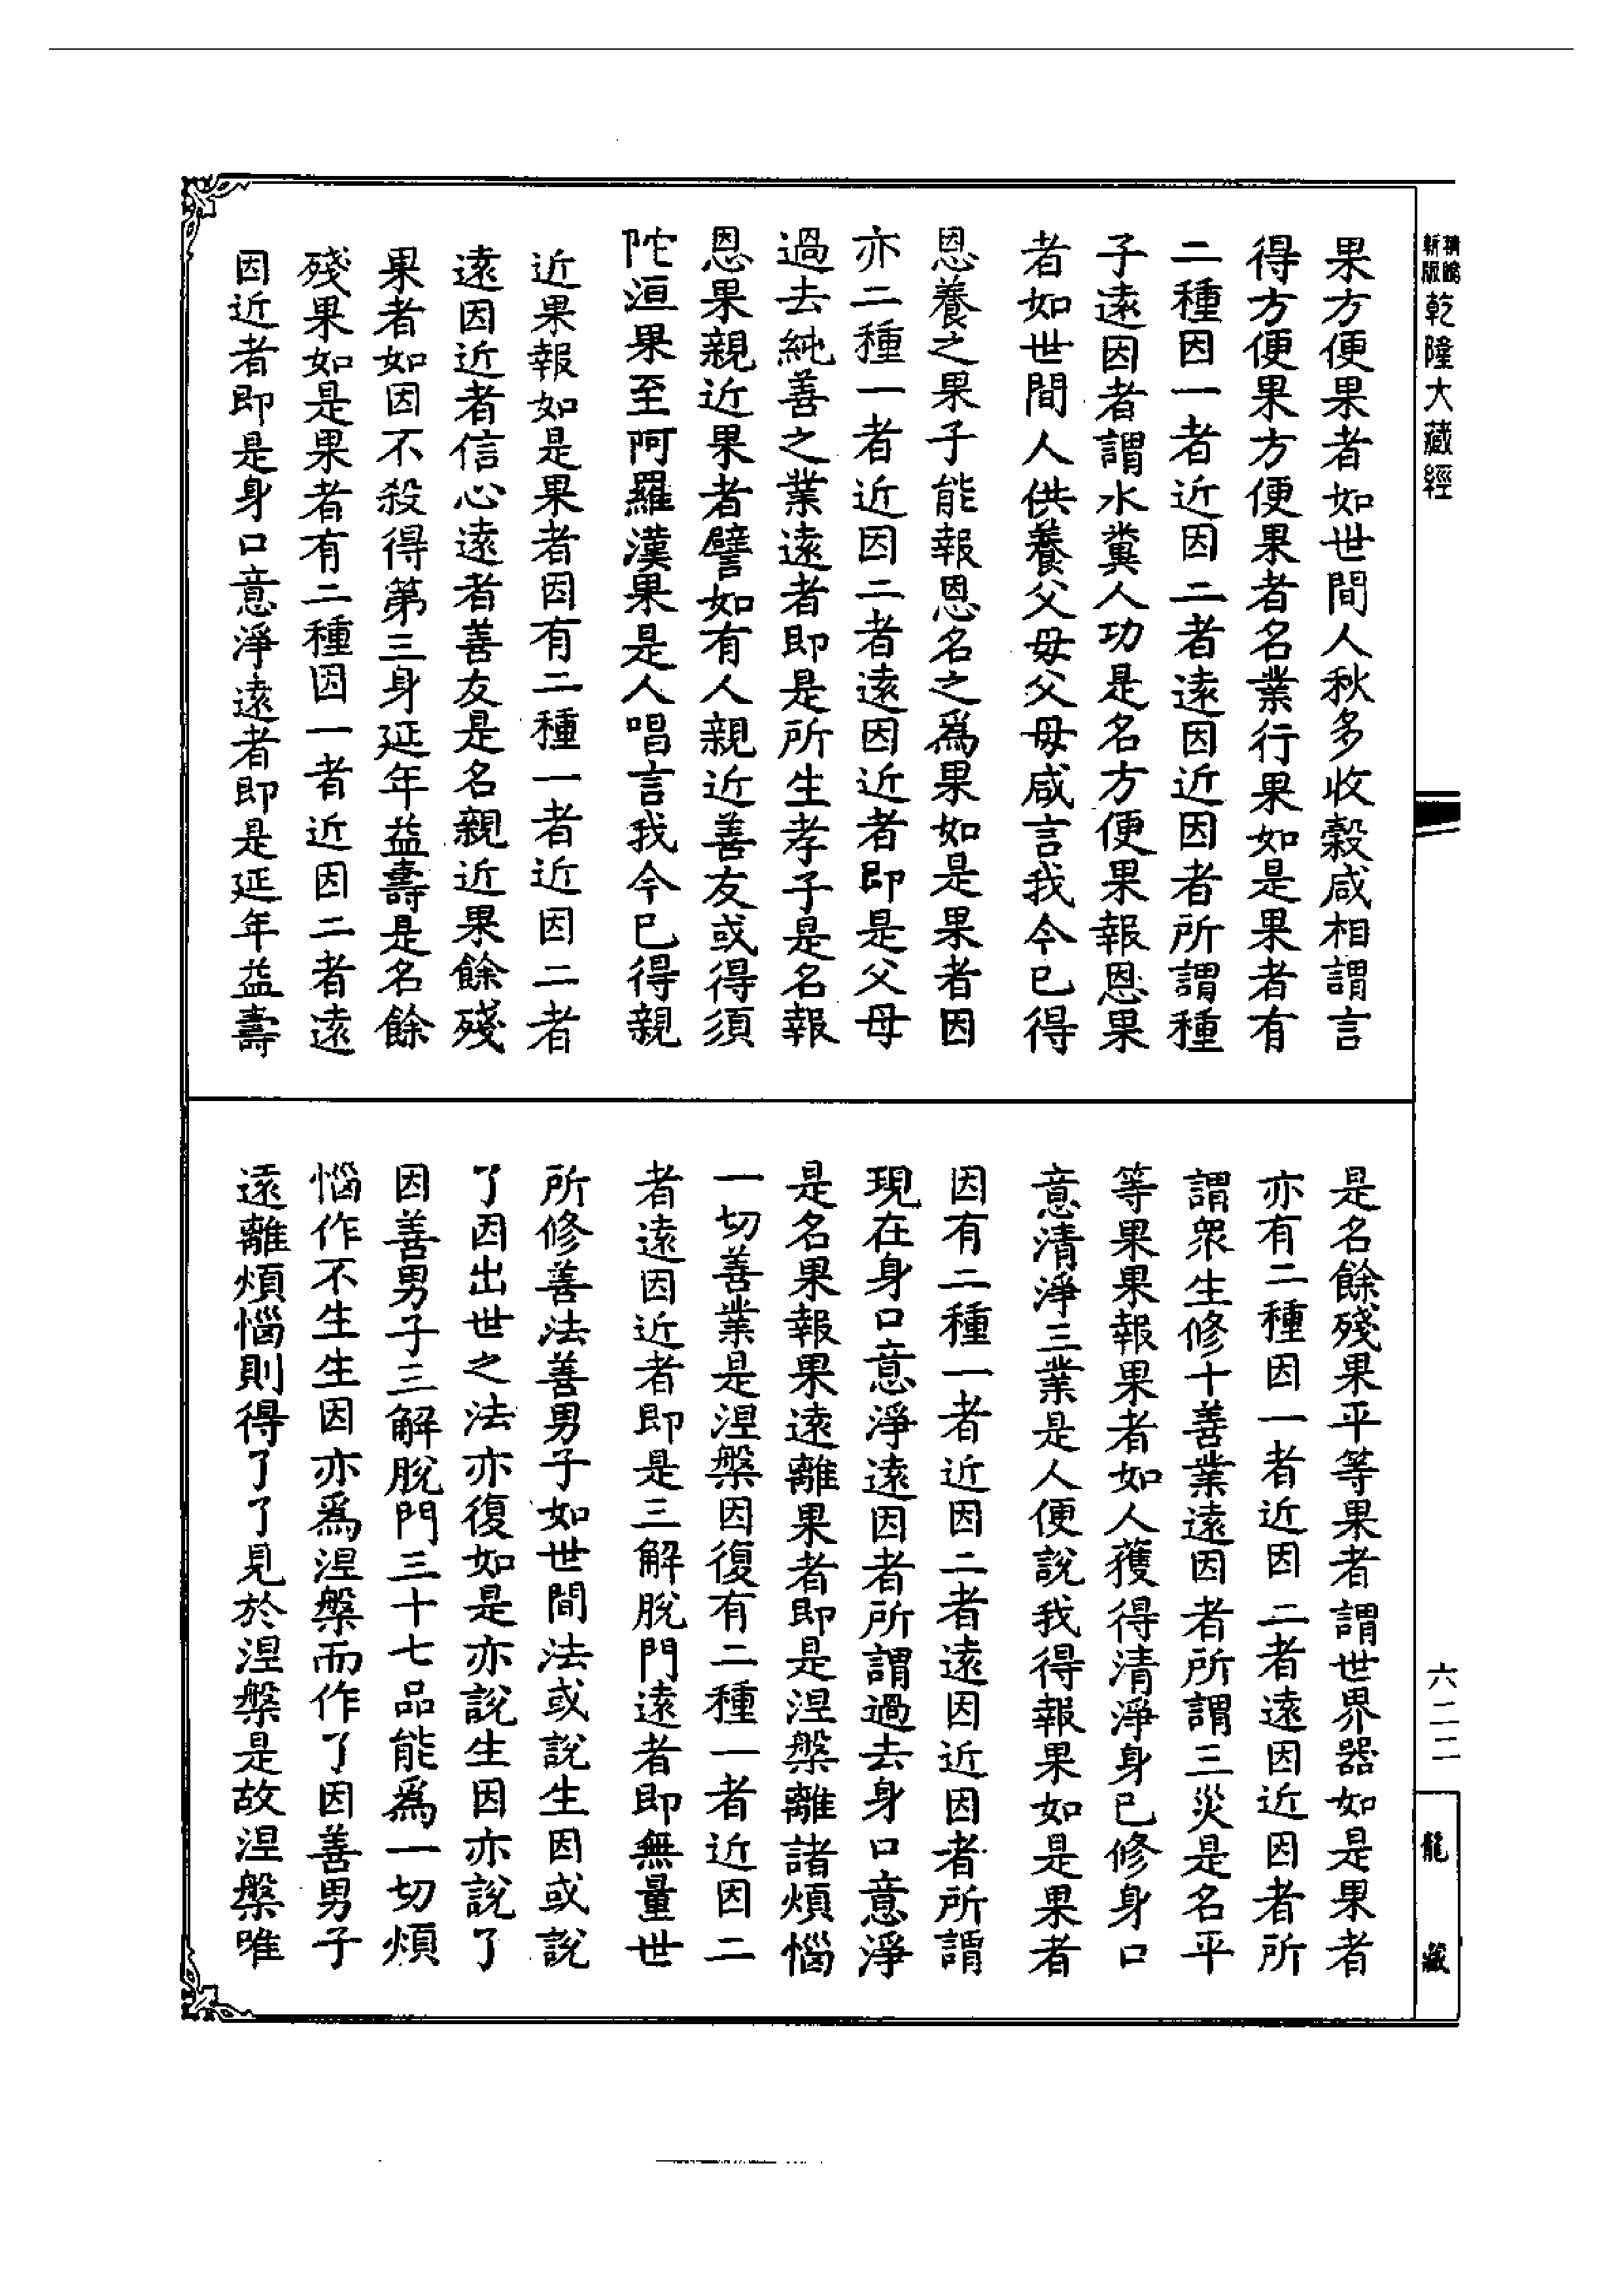 新版
乾隆大藏經
果方便果者如世間人秋多收穀咸相謂言
得方便果方便果者名業行果如是果者有
二種因一者近因二者遠因近因者所謂種
子遠因者謂水糞人功是名方便果報恩果
者如世間人供養父母父母咸言我今已得
恩養之果子能報恩名之為果如是果者因
亦二種一者近因二者遠因近者即是父母
過去純善之業遠者即是所生孝子是名報
恩果親近果者譬如有人親近善友或得須
陀洹果至阿羅漢果是人唱言我今已得親
近果報如是果者因有二種一者近因二者
遠因近者信心遠者善友是名親近果餘殘
果者如因不殺得第三身延年益壽是名餘
殘果如是果者有二種因一者近因二者遠
因近者即是身口意淨遠者即是延年益壽
是名餘殘果平等果者謂世界器如是果者
亦有二種因一者近因二者遠因近因者所
謂眾生修十善業遠因者所謂三災是名平
等果果報果者如人獲得清淨身已修身口
意清淨三業是人便說我得報果如是果者
因有二種一者近因二者遠因近因者所謂
現在身口意淨遠因者所謂過去身口意淨
是名果報果遠離果者即是涅槃離諸煩惱
一切善業是涅槃因復有二種一者近因二
者遠因近者即是三解脫門遠者即無量世
所修善法善男子如世間法或說生因或說
了因出世之法亦復如是亦說生因亦說了
因善男子三解脫門三十七品能為一切煩
惱作不生生因亦為涅槃而作了因善男子
遠離煩惱則得了了見於涅槃是故涅槃唯
六二二
龍藏